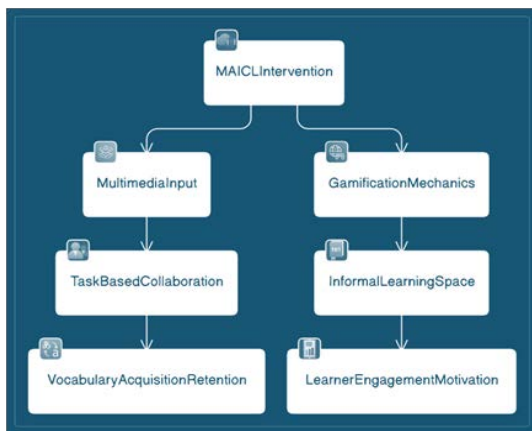 MAICLIntervention
MultimediaInput
GamificationMechanics
TaskBasedCollaboration
InformalLearningSpace
VocabularyAcquisitionRetention
LearnerEngagementMotivation